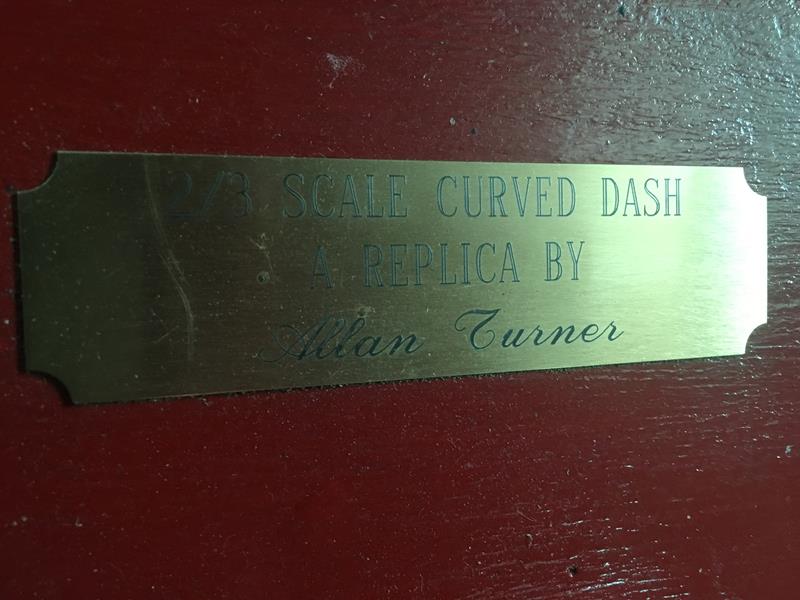 2/3 SCALE CURVED DASH
A REPLICA BY
Allan Turner